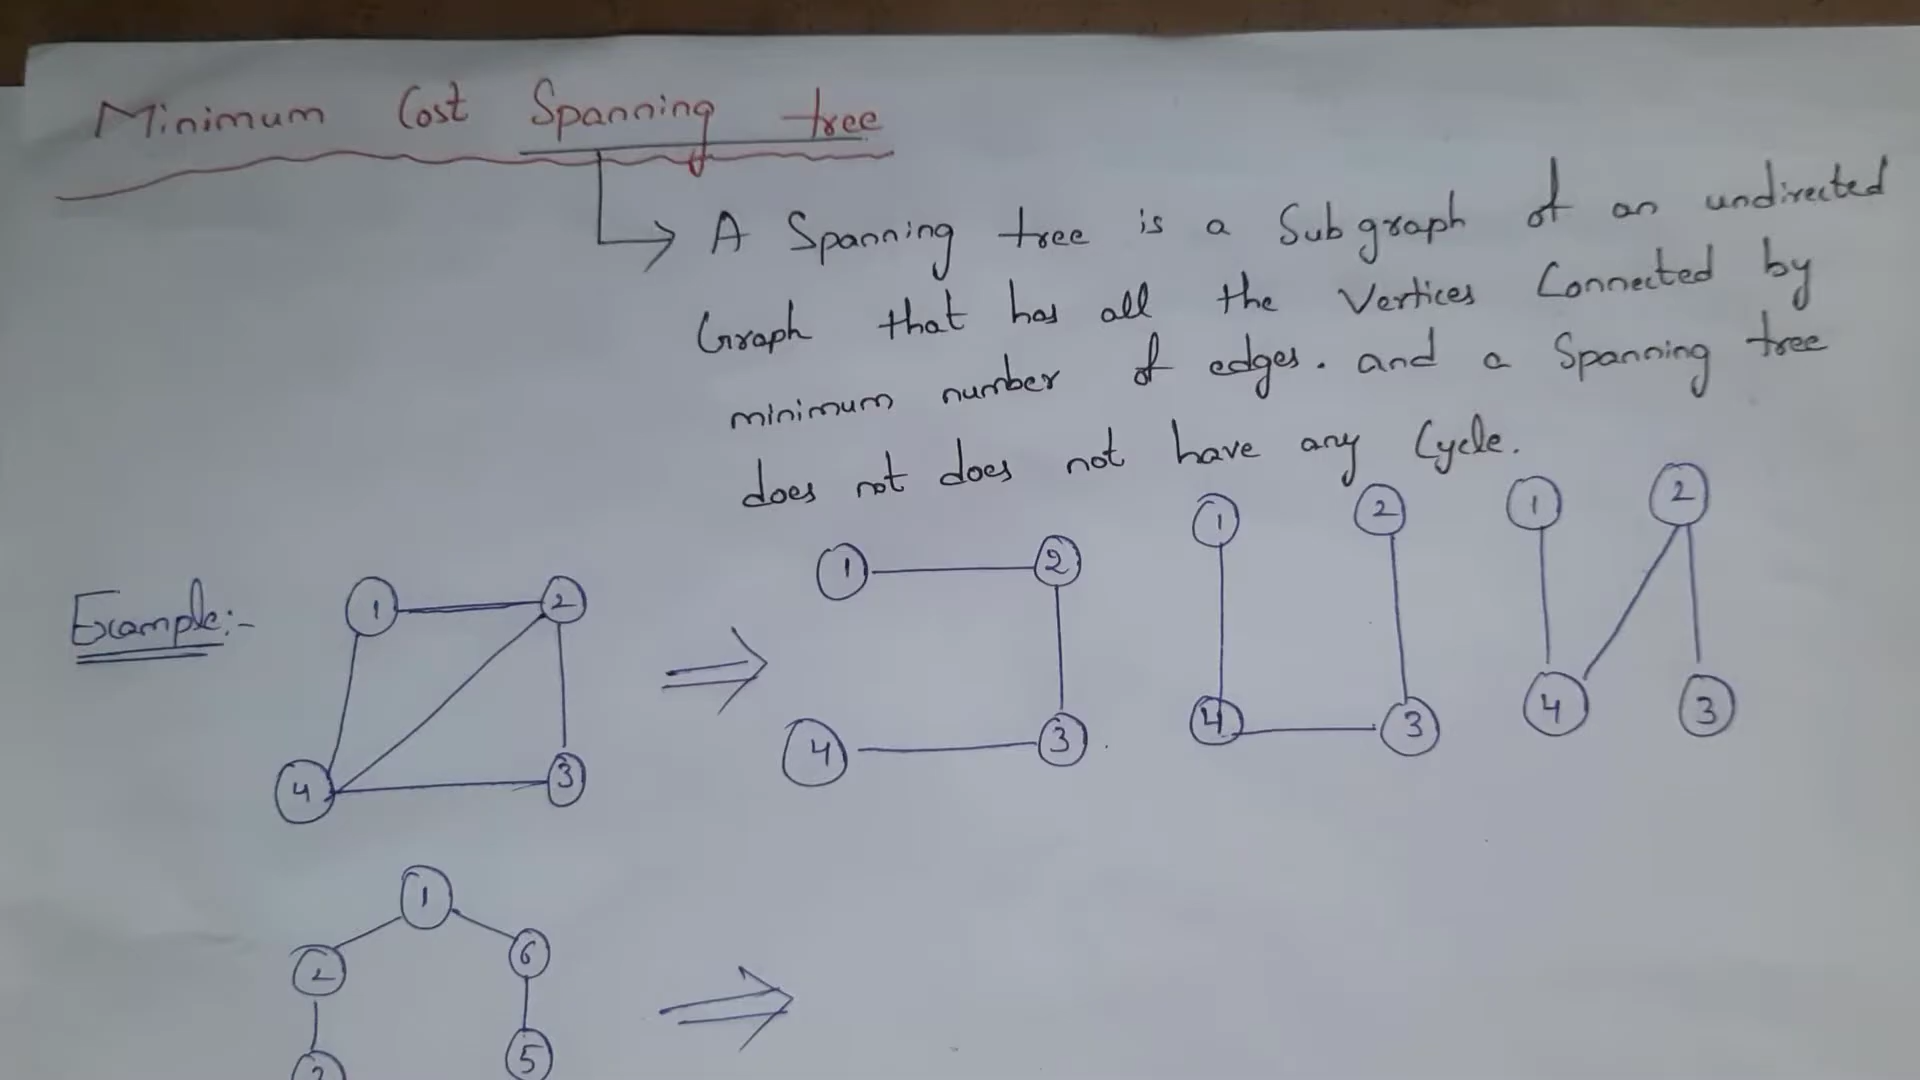 Minimum Cost Spanning tree
A Spanning tree is a Subgraph of an undirected
Graph that has all the Vertices Connected by
minimum number of edges. and a Spanning tree
does not does not have any Cycle.
Example:-
1 2
4 3
1 2
4 3
1 2
4 3
1 2
4 3
1
2 6
5